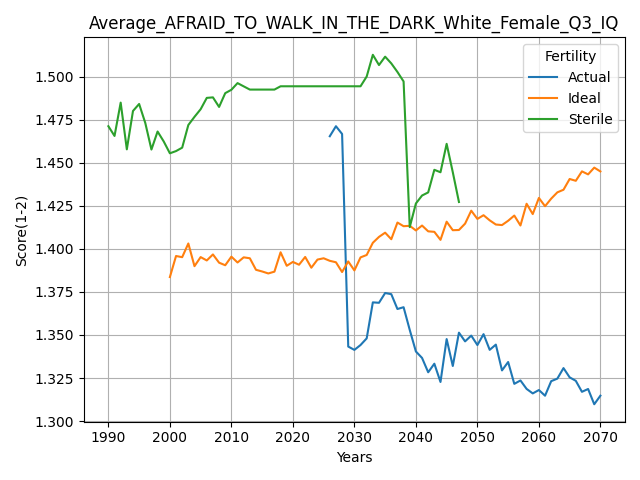 Average_AFRAID_TO_WALK_IN_THE_DARK_White_Female_Q3_IQ
Fertility
Actual
Ideal
Sterile
Score(1-2)
1.500
1.475
1.450
1.425
1.400
1.375
1.350
1.325
1.300
1990 2000 2010 2020 2030 2040 2050 2060 2070
Years